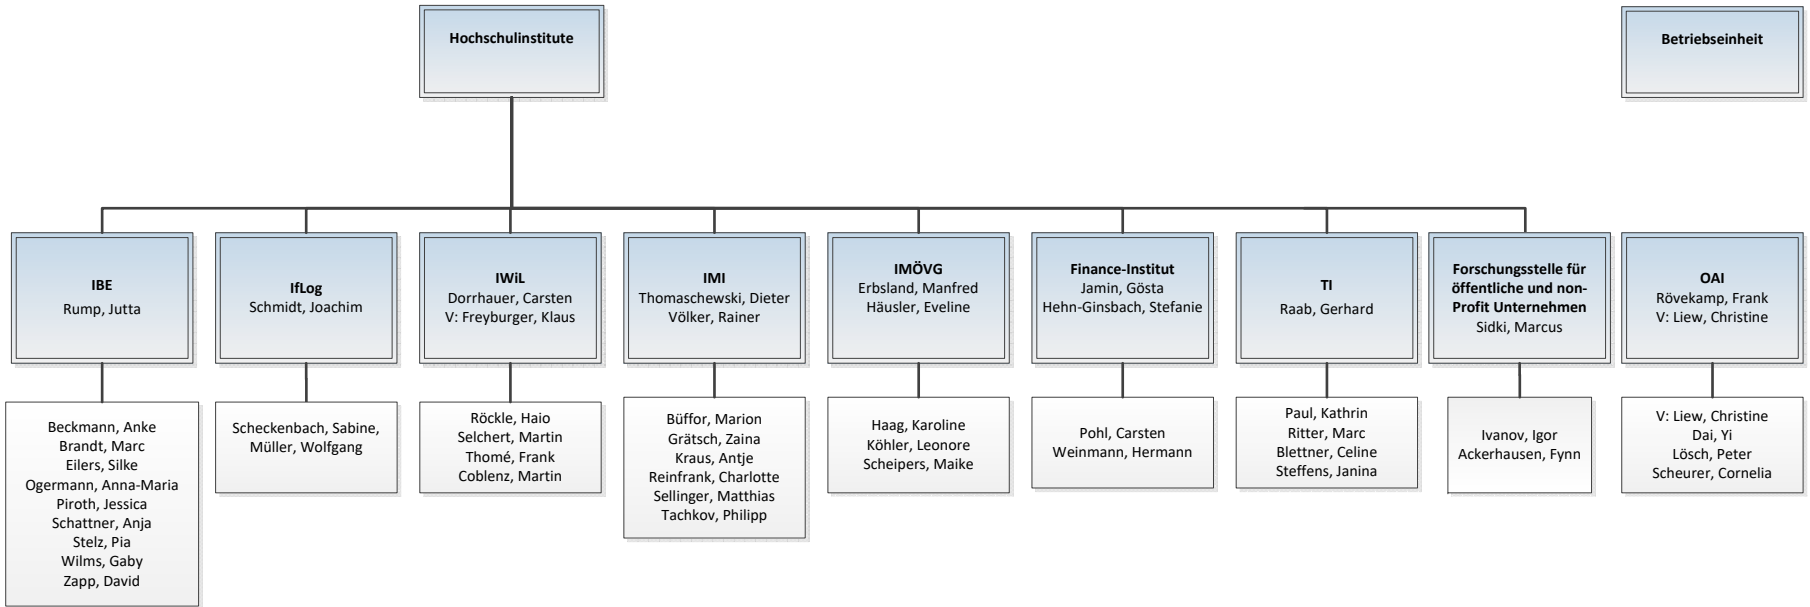 Hochschulinstitute
Betriebseinheit
IBE
Rump, Jutta
IfLog
Schmidt, Joachim
IWiL
Dorrhauer, Carsten
V: Freyburger, Klaus
IMI
Thomaschewski, Dieter
Völker, Rainer
IMÖVG
Erbsland, Manfred
Häusler, Eveline
Finance-Institut
Jamin, Gösta
Hehn-Ginsbach, Stefanie
TI
Raab, Gerhard
Forschungsstelle für
öffentliche und non-
Profit Unternehmen
Sidki, Marcus
OAI
Rövekamp, Frank
V: Liew, Christine
Beckmann, Anke
Brandt, Marc
Eilers, Silke
Ogermann, Anna-Maria
Piroth, Jessica
Schattner, Anja
Stelz, Pia
Wilms, Gaby
Zapp, David
Scheckenbach, Sabine,
Müller, Wolfgang
Röckle, Haio
Selchert, Martin
Thomé, Frank
Coblenz, Martin
Büffor, Marion
Grätsch, Zaina
Kraus, Antje
Reinfrank, Charlotte
Sellinger, Matthias
Tachkov, Philipp
Haag, Karoline
Köhler, Leonore
Scheipers, Maike
Pohl, Carsten
Weinmann, Hermann
Paul, Kathrin
Ritter, Marc
Blettner, Celine
Steffens, Janina
Ivanov, Igor
Ackerhausen, Fynn
V: Liew, Christine
Dai, Yi
Lösch, Peter
Scheurer, Cornelia